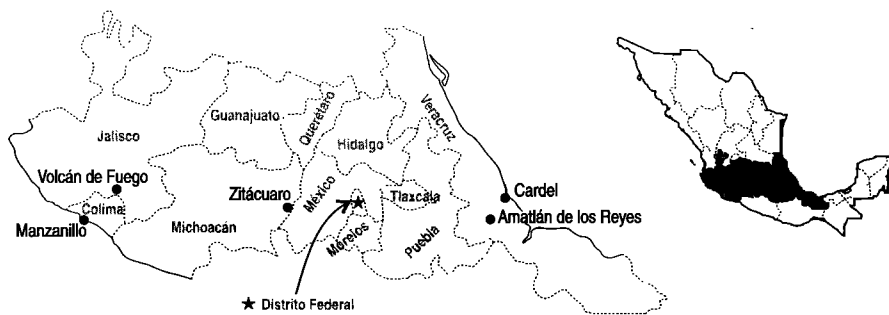 Jalisco
Guanajuato
Querétaro
Hidalgo
Veracruz
Volcán de Fuego
Colima
Manzanillo
Michoacán
Zitácuaro
México
Tlaxcala
Morelos
Puebla
Cardel
Amatlán de los Reyes
★ Distrito Federal